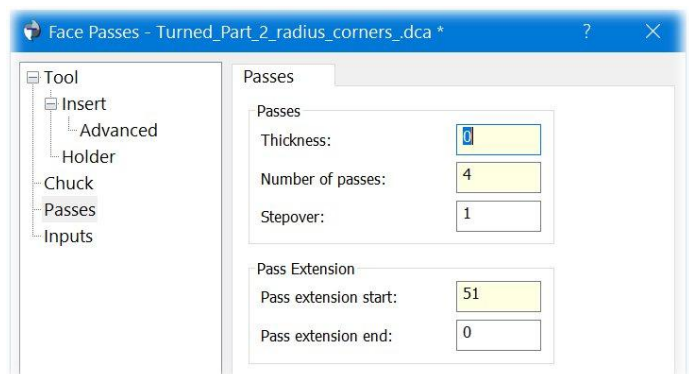 Face Passes - Turned_Part_2_radius_corners_.dca * ?
Tool
Insert
Advanced
Holder
Chuck
Passes
Inputs
Passes
Passes
Thickness: 0
Number of passes: 4
Stepover: 1
Pass Extension
Pass extension start: 51
Pass extension end: 0